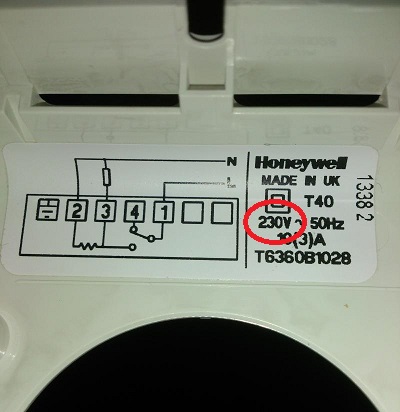 N
Honeywell
MADE IN UK
T40
230V ~ 50Hz
10(3)A
T6360B1028
2 3 4 1
1338 2